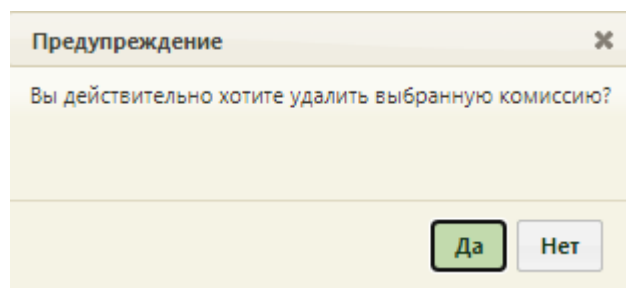 Предупреждение
Вы действительно хотите удалить выбранную комиссию?
Да Нет